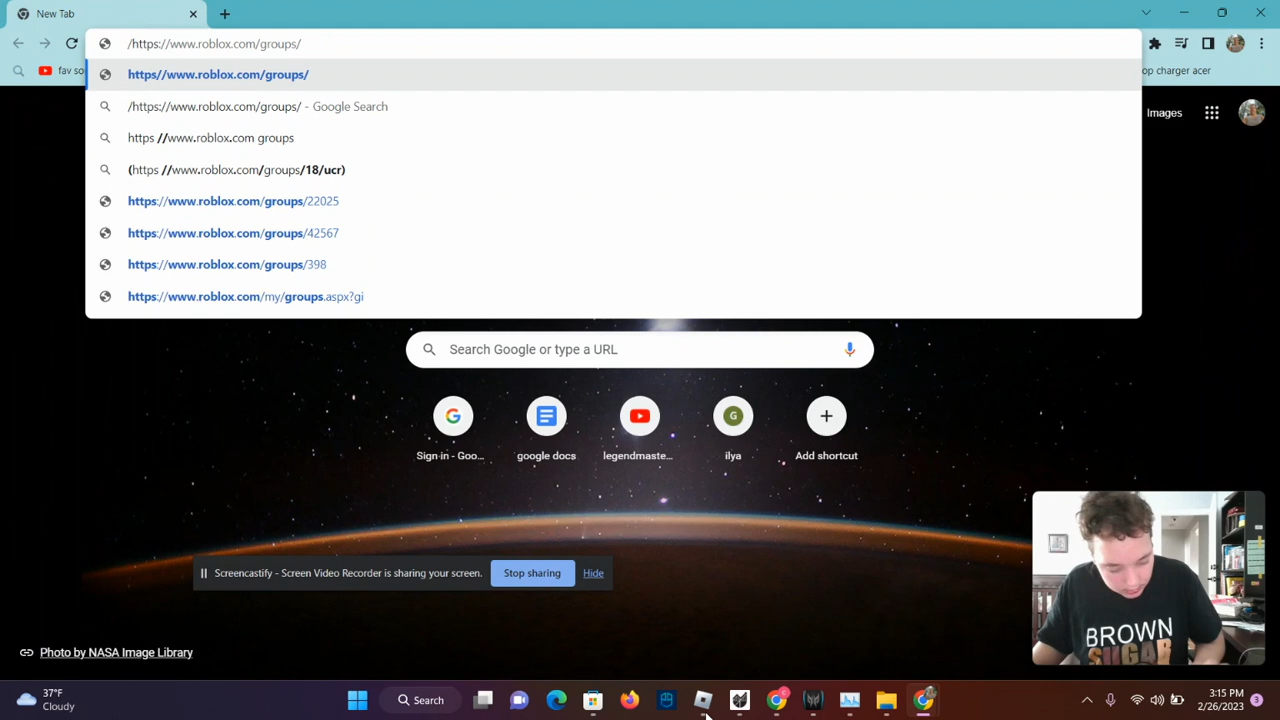 New Tab
/https://www.roblox.com/groups/
fav so
op charger acer
https//www.roblox.com/groups/
/https://www.roblox.com/groups/ - Google Search
https //www.roblox.com groups
(https //www.roblox.com/groups/18/ucr)
https://www.roblox.com/groups/22025
https://www.roblox.com/groups/42567
https://www.roblox.com/groups/398
https://www.roblox.com/my/groups.aspx?gi
Images
Search Google or type a URL
G
Sign in - Goo...
google docs
legendmaste...
ilya
Add shortcut
Screencastify - Screen Video Recorder is sharing your screen.
Stop sharing
Hide
BROWN
SUGAR
Photo by NASA Image Library
37°F
Cloudy
Search
3:15 PM
2/26/2023
3